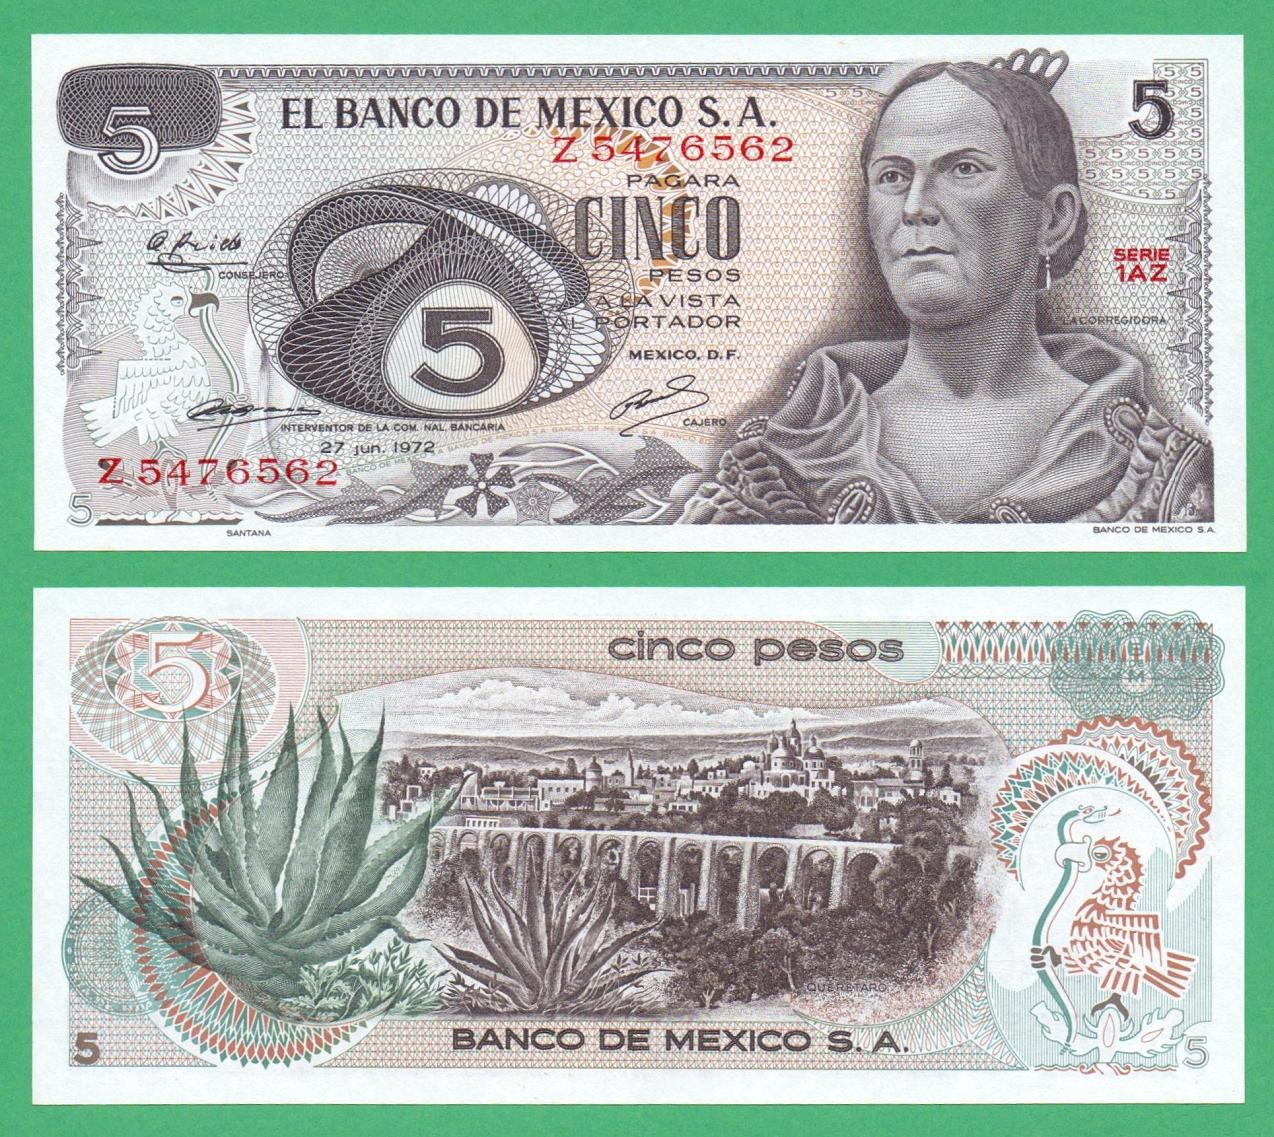 5
EL BANCO DE MEXICO S.A.
5
Z 5476562
PAGARA
CINCO
PESOS
A LA VISTA
AL PORTADOR
MEXICO, D.F.
SERIE
1AZ
LA CORREGIDORA
CONSEJERO
5
INTERVENTOR DE LA COM. NAL. BANCARIA
CAJERO
27 jun. 1972
Z 5476562
5
SANTANA
BANCO DE MEXICO S.A.
5
cinco pesos
QUERETARO
BANCO DE MEXICO S. A.
5
5